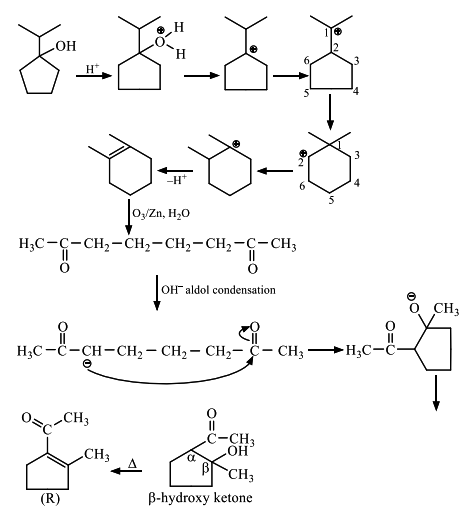 OH
H⁺
⊕
O
H
H
⊕
⊕
1
2
3
4
5
6
⊕
–H⁺
⊕
1
2
3
4
5
6
O₃/Zn, H₂O
H₃C–C–CH₂–CH₂–CH₂–CH₂–C–CH₃
O
O
OH⁻ aldol condensation
O
O
H₃C–C–CH–CH₂–CH₂–CH₂–C–CH₃
⊖
⊖
O
CH₃
O
H₃C–C
O
CH₃
C
CH₃
(R)
Δ
O
C–CH₃
OH
α
β
CH₃
β-hydroxy ketone